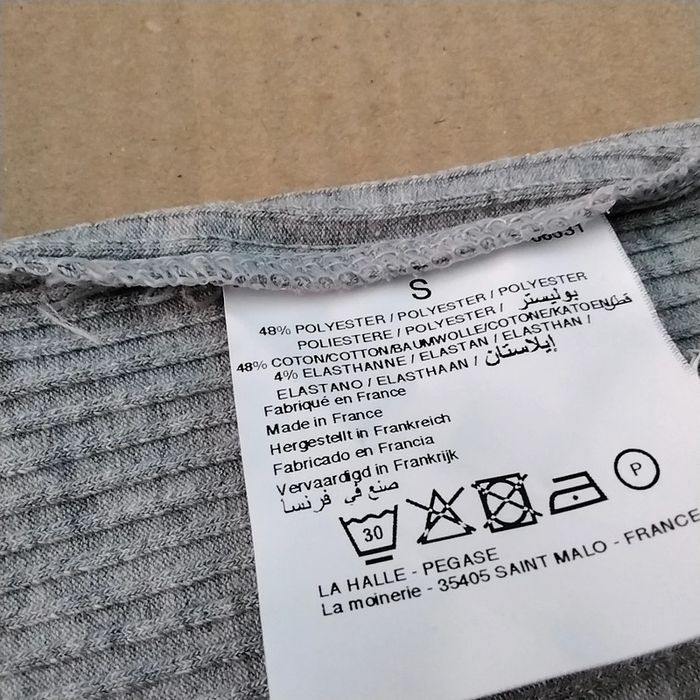 S
48% POLYESTER / POLYESTER / POLYESTER
POLIESTERE / POLYESTER / بوليستر
48% COTON/COTTON/BAUMWOLLE/COTONE/KATOEN/قطن
4% ELASTHANNE / ELASTAN / ELASTHAN /
ELASTANO / ELASTHAAN / إيلاستان
Fabriqué en France
Made in France
Hergestellt in Frankreich
Fabricado en Francia
Vervaardigd in Frankrijk
صنع في فرنسا
30 P
LA HALLE - PEGASE
La moinerie - 35405 SAINT MALO - FRANCE